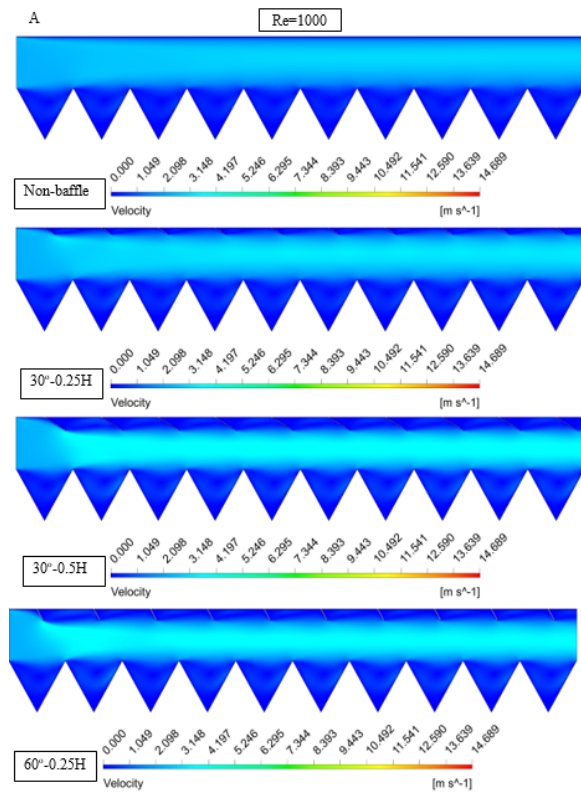 A
Re=1000
0.000 1.049 2.098 3.148 4.197 5.246 6.295 7.344 8.393 9.443 10.492 11.541 12.590 13.639 14.689
Non-baffle
Velocity [m s^-1]
0.000 1.049 2.098 3.148 4.197 5.246 6.295 7.344 8.393 9.443 10.492 11.541 12.590 13.639 14.689
30°-0.25H
Velocity [m s^-1]
0.000 1.049 2.098 3.148 4.197 5.246 6.295 7.344 8.393 9.443 10.492 11.541 12.590 13.639 14.689
30°-0.5H
Velocity [m s^-1]
0.000 1.049 2.098 3.148 4.197 5.246 6.295 7.344 8.393 9.443 10.492 11.541 12.590 13.639 14.689
60°-0.25H
Velocity [m s^-1]